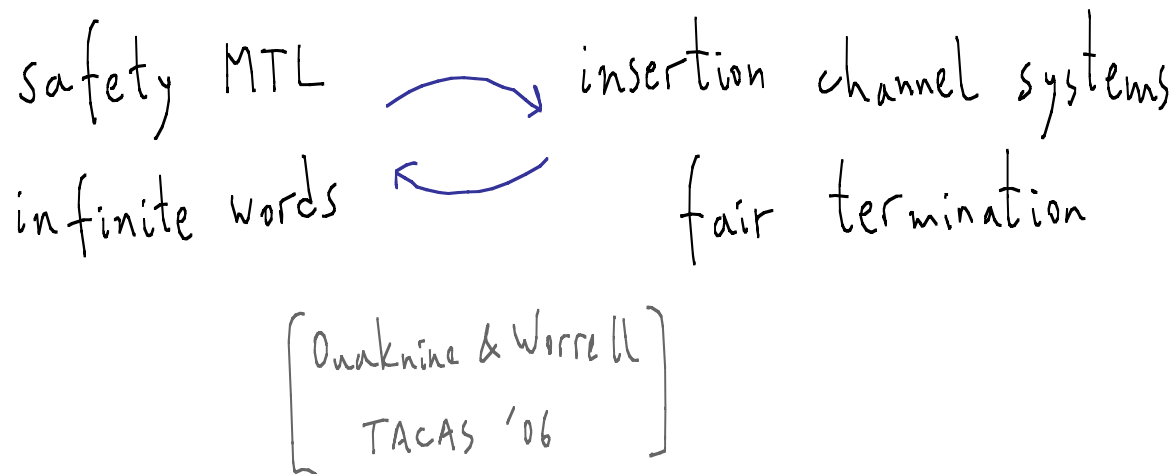 safety MTL insertion channel systems
infinite words fair termination
[Ouaknine & Worrell
TACAS '06]